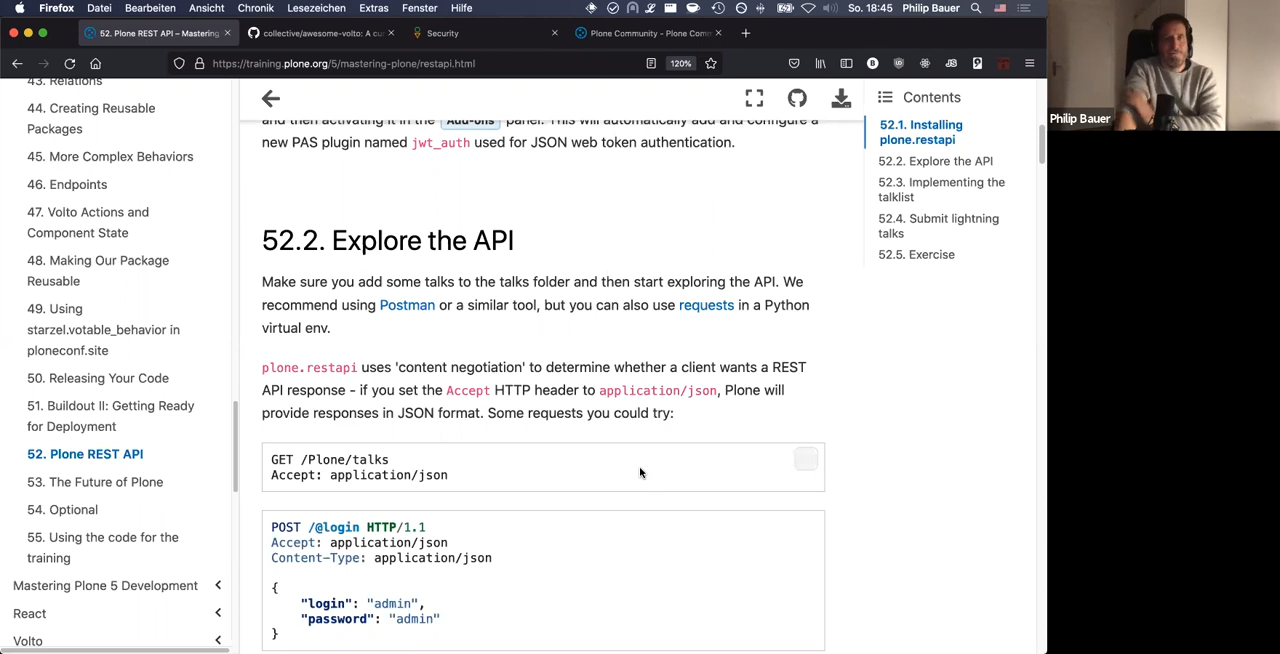 Firefox Datei Bearbeiten Ansicht Chronik Lesezeichen Extras Fenster Hilfe So. 18:45 Philip Bauer
52. Plone REST API – Mastering
collective/awesome-volto: A cu
Security
Plone Community - Plone Com
https://training.plone.org/5/mastering-plone/restapi.html
120%
43. Relations
44. Creating Reusable
Packages
45. More Complex Behaviors
46. Endpoints
47. Volto Actions and
Component State
48. Making Our Package
Reusable
49. Using
starzel.votable_behavior in
ploneconf.site
50. Releasing Your Code
51. Buildout II: Getting Ready
for Deployment
52. Plone REST API
53. The Future of Plone
54. Optional
55. Using the code for the
training
Mastering Plone 5 Development
React
Volto
and then activating it in the Add-ons panel. This will automatically add and configure a
new PAS plugin named jwt_auth used for JSON web token authentication.
52.2. Explore the API
Make sure you add some talks to the talks folder and then start exploring the API. We
recommend using Postman or a similar tool, but you can also use requests in a Python
virtual env.
plone.restapi uses 'content negotiation' to determine whether a client wants a REST
API response - if you set the Accept HTTP header to application/json, Plone will
provide responses in JSON format. Some requests you could try:
GET /Plone/talks
Accept: application/json
POST /@login HTTP/1.1
Accept: application/json
Content-Type: application/json
{
"login": "admin",
"password": "admin"
}
Contents
52.1. Installing
plone.restapi
52.2. Explore the API
52.3. Implementing the
talklist
52.4. Submit lightning
talks
52.5. Exercise
Philip Bauer